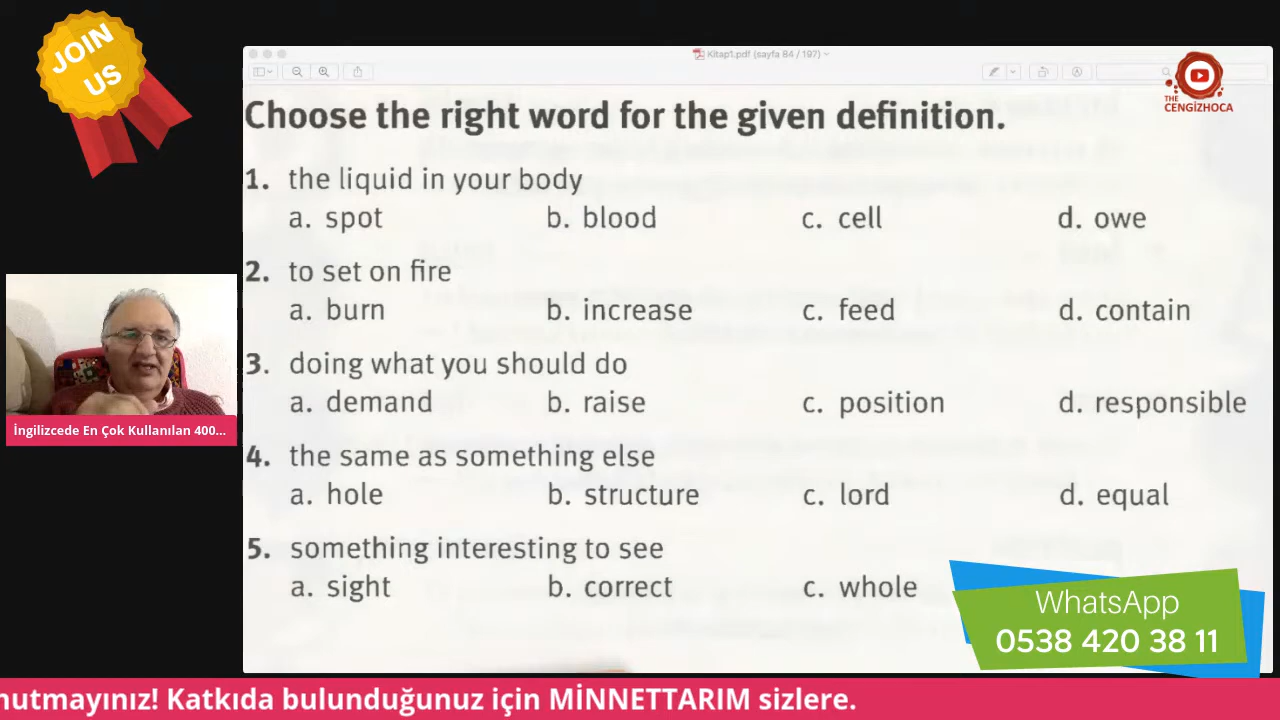 JOIN
US
Kitap1.pdf (sayfa 84 / 197)
THE
CENGİZHOCA
Choose the right word for the given definition.
1. the liquid in your body
a. spot b. blood c. cell d. owe
2. to set on fire
a. burn b. increase c. feed d. contain
3. doing what you should do
a. demand b. raise c. position d. responsible
4. the same as something else
a. hole b. structure c. lord d. equal
5. something interesting to see
a. sight b. correct c. whole
İngilizcede En Çok Kullanılan 400...
WhatsApp
0538 420 38 11
nutmayınız! Katkıda bulunduğunuz için MİNNETTARIM sizlere.